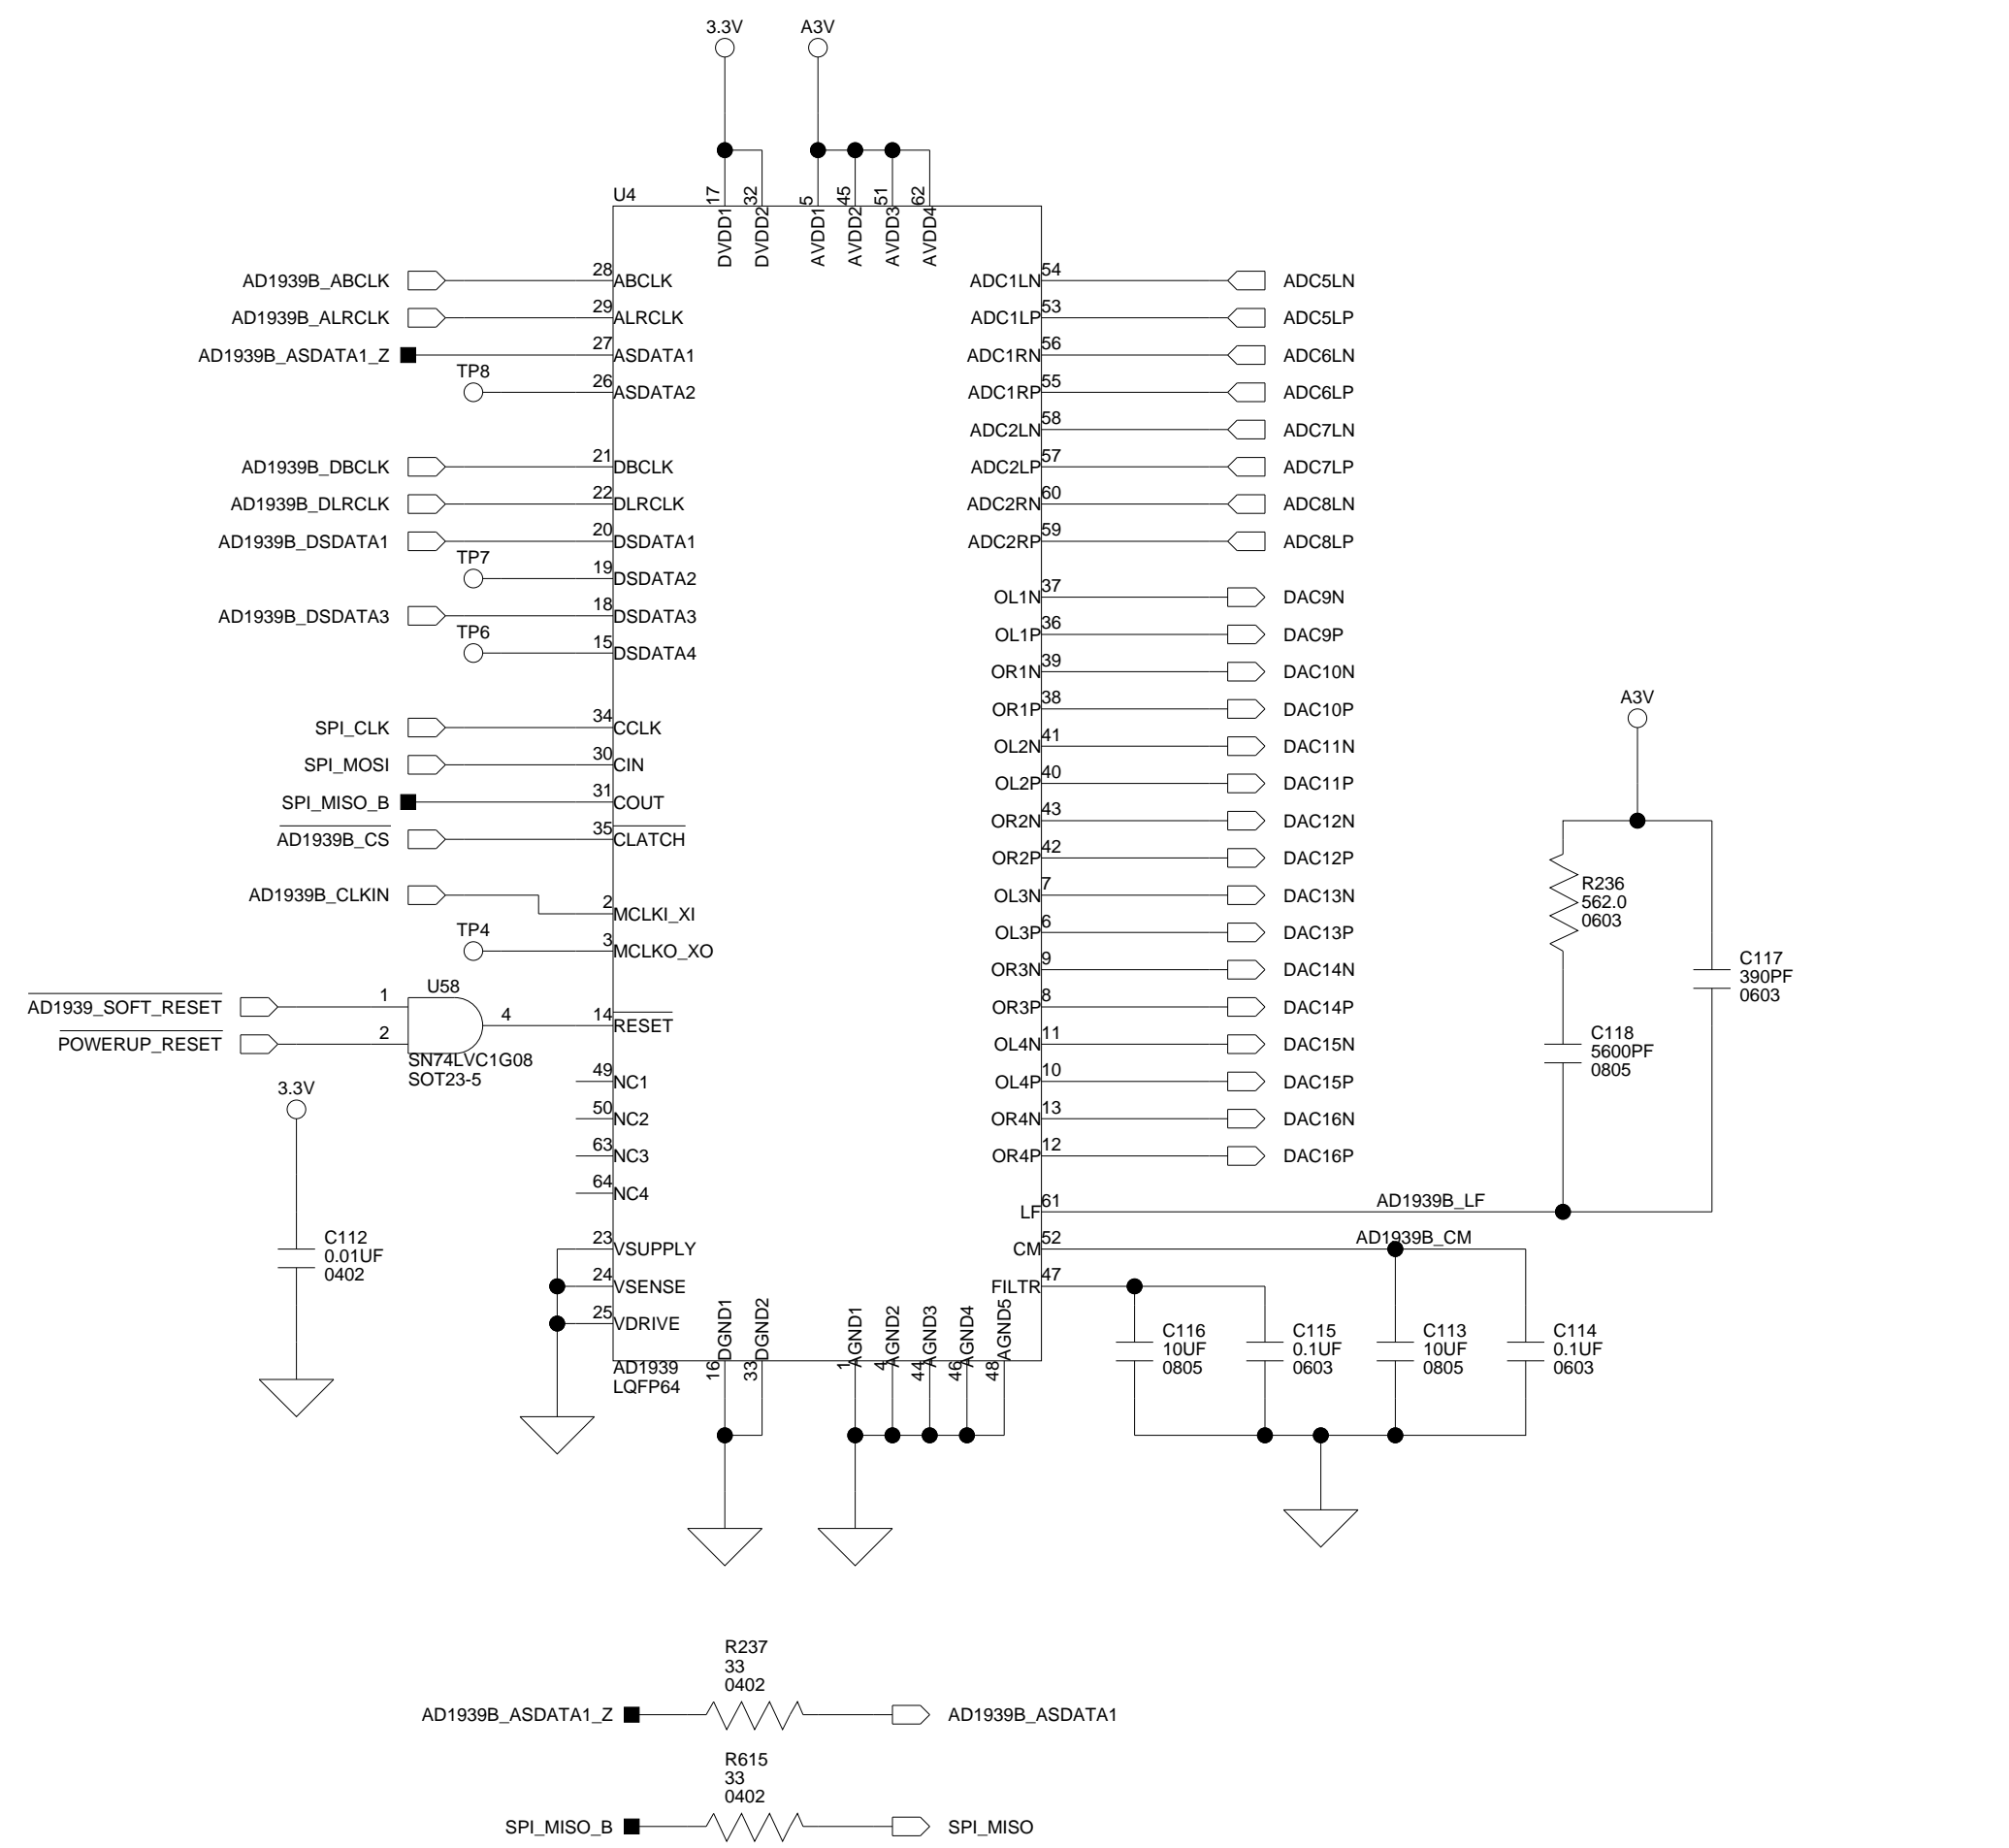 3.3V
A3V
U4
17
32
5
45
51
62
DVDD1
DVDD2
AVDD1
AVDD2
AVDD3
AVDD4
AD1939B_ABCLK
28
ABCLK
AD1939B_ALRCLK
29
ALRCLK
AD1939B_ASDATA1_Z
27
ASDATA1
TP8
26
ASDATA2
AD1939B_DBCLK
21
DBCLK
AD1939B_DLRCLK
22
DLRCLK
AD1939B_DSDATA1
20
DSDATA1
TP7
19
DSDATA2
AD1939B_DSDATA3
18
DSDATA3
TP6
15
DSDATA4
SPI_CLK
34
CCLK
SPI_MOSI
30
CIN
SPI_MISO_B
31
COUT
AD1939B_CS
35
CLATCH
AD1939B_CLKIN
2
MCLKI_XI
TP4
3
MCLKO_XO
AD1939_SOFT_RESET
1
U58
POWERUP_RESET
2
4
SN74LVC1G08
SOT23-5
14
RESET
49
NC1
50
NC2
63
NC3
64
NC4
3.3V
C112
0.01UF
0402
23
VSUPPLY
24
VSENSE
25
VDRIVE
AD1939
LQFP64
DGND1
DGND2
AGND1
AGND2
AGND3
AGND4
AGND5
16
33
1
4
44
46
48
ADC1LN
54
ADC5LN
ADC1LP
53
ADC5LP
ADC1RN
56
ADC6LN
ADC1RP
55
ADC6LP
ADC2LN
58
ADC7LN
ADC2LP
57
ADC7LP
ADC2RN
60
ADC8LN
ADC2RP
59
ADC8LP
OL1N
37
DAC9N
OL1P
36
DAC9P
OR1N
39
DAC10N
OR1P
38
DAC10P
OL2N
41
DAC11N
OL2P
40
DAC11P
OR2N
43
DAC12N
OR2P
42
DAC12P
OL3N
7
DAC13N
OL3P
6
DAC13P
OR3N
9
DAC14N
OR3P
8
DAC14P
OL4N
11
DAC15N
OL4P
10
DAC15P
OR4N
13
DAC16N
OR4P
12
DAC16P
LF
61
AD1939B_LF
CM
52
AD1939B_CM
FILTR
47
A3V
R236
562.0
0603
C117
390PF
0603
C118
5600PF
0805
C116
10UF
0805
C115
0.1UF
0603
C113
10UF
0805
C114
0.1UF
0603
R237
33
0402
AD1939B_ASDATA1_Z
AD1939B_ASDATA1
R615
33
0402
SPI_MISO_B
SPI_MISO